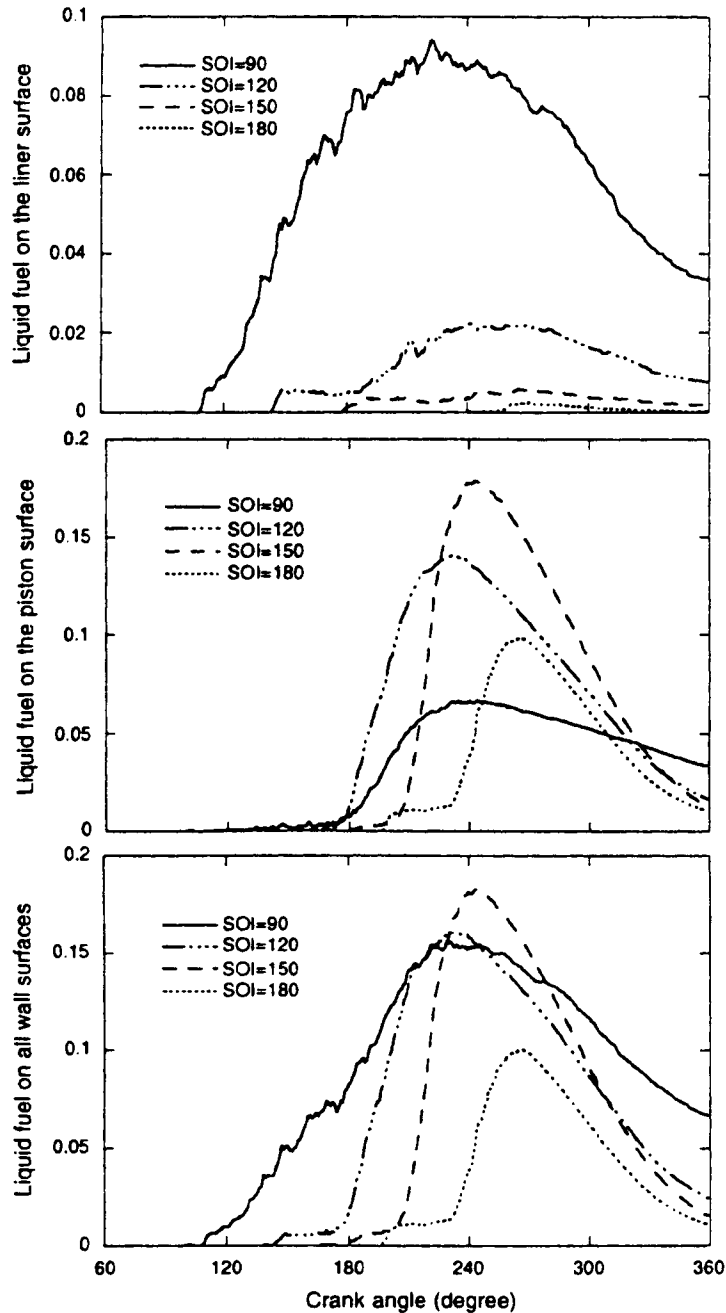 0.1
0.08
0.06
0.04
0.02
0
Liquid fuel on the liner surface
SOI=90
SOI=120
SOI=150
SOI=180
0.2
0.15
0.1
0.05
0
Liquid fuel on the piston surface
SOI=90
SOI=120
SOI=150
SOI=180
0.2
0.15
0.1
0.05
0
Liquid fuel on all wall surfaces
SOI=90
SOI=120
SOI=150
SOI=180
60 120 180 240 300 360
Crank angle (degree)